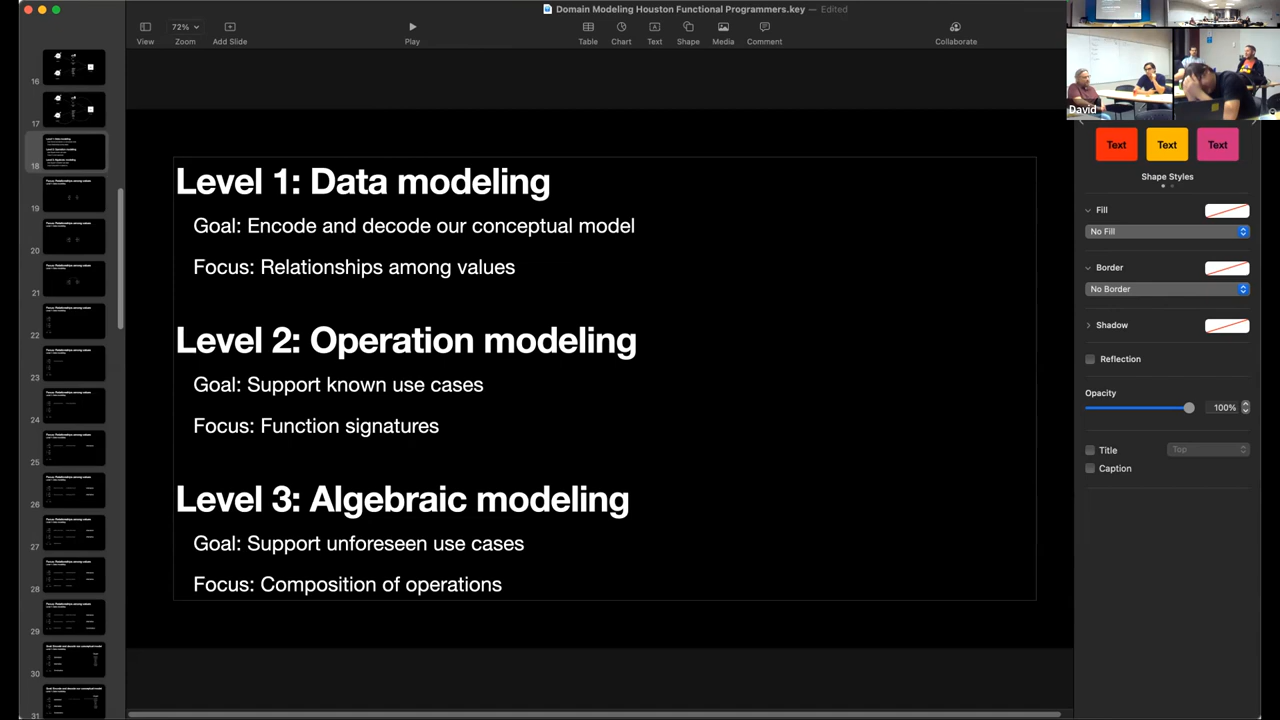 Domain Modeling Houston Functional Programmers.key — Edited
72%
View
Zoom
Add Slide
Play
Table
Chart
Text
Shape
Media
Comment
Collaborate
David
16
17
18
19
20
21
22
23
24
25
26
27
28
29
30
31
Level 1: Data modeling
Goal: Encode and decode our conceptual model
Focus: Relationships among values
Level 2: Operation modeling
Goal: Support known use cases
Focus: Function signatures
Level 3: Algebraic modeling
Goal: Support unforeseen use cases
Focus: Composition of operations
Text
Text
Text
Shape Styles
Fill
No Fill
Border
No Border
Shadow
Reflection
Opacity
100%
Title
Top
Caption